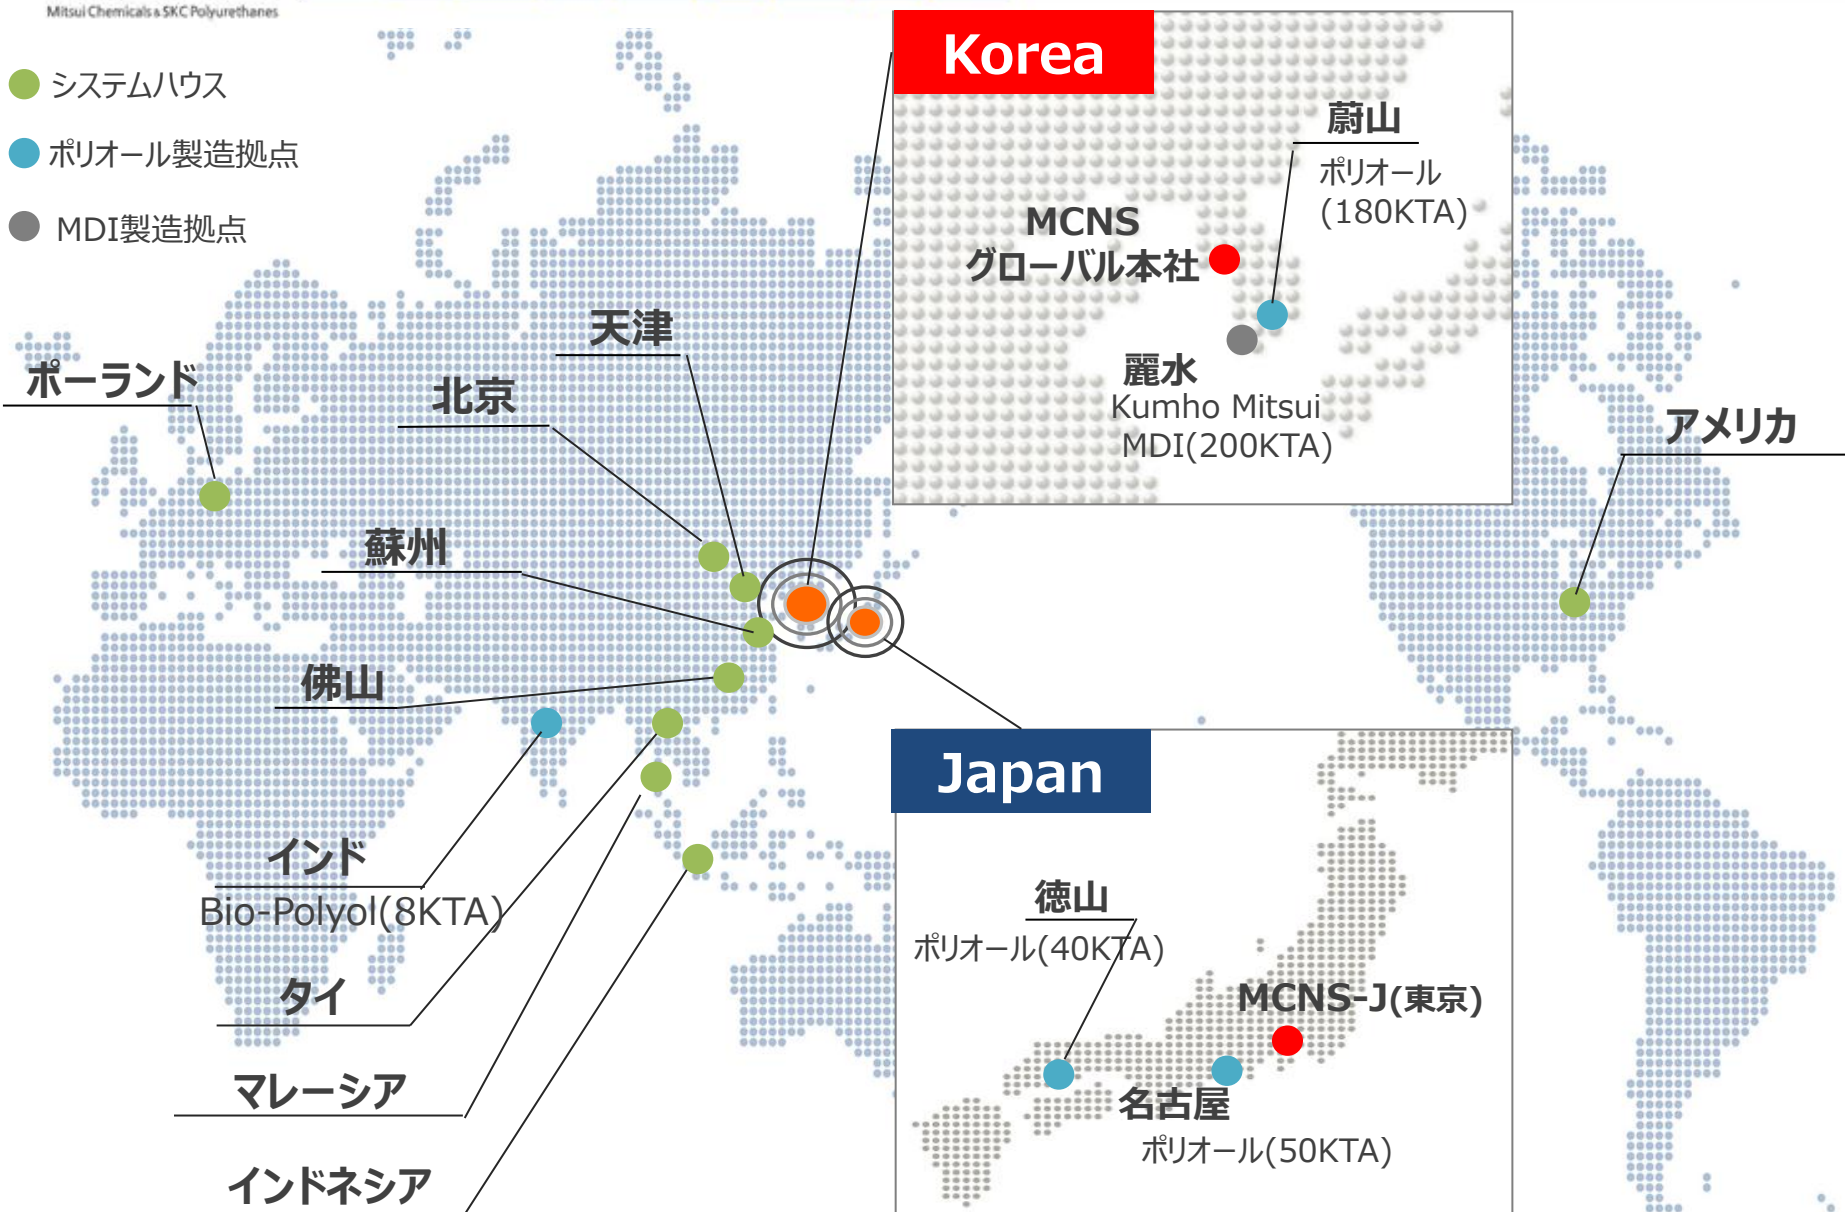 Mitsui Chemicals & SKC Polyurethanes
システムハウス
ポリオール製造拠点
MDI製造拠点
Korea
蔚山
ポリオール
(180KTA)
MCNS
グローバル本社
麗水
Kumho Mitsui
MDI(200KTA)
天津
ポーランド
北京
アメリカ
蘇州
佛山
Japan
インド
Bio-Polyol(8KTA)
徳山
ポリオール(40KTA)
タイ
MCNS-J(東京)
マレーシア
名古屋
ポリオール(50KTA)
インドネシア